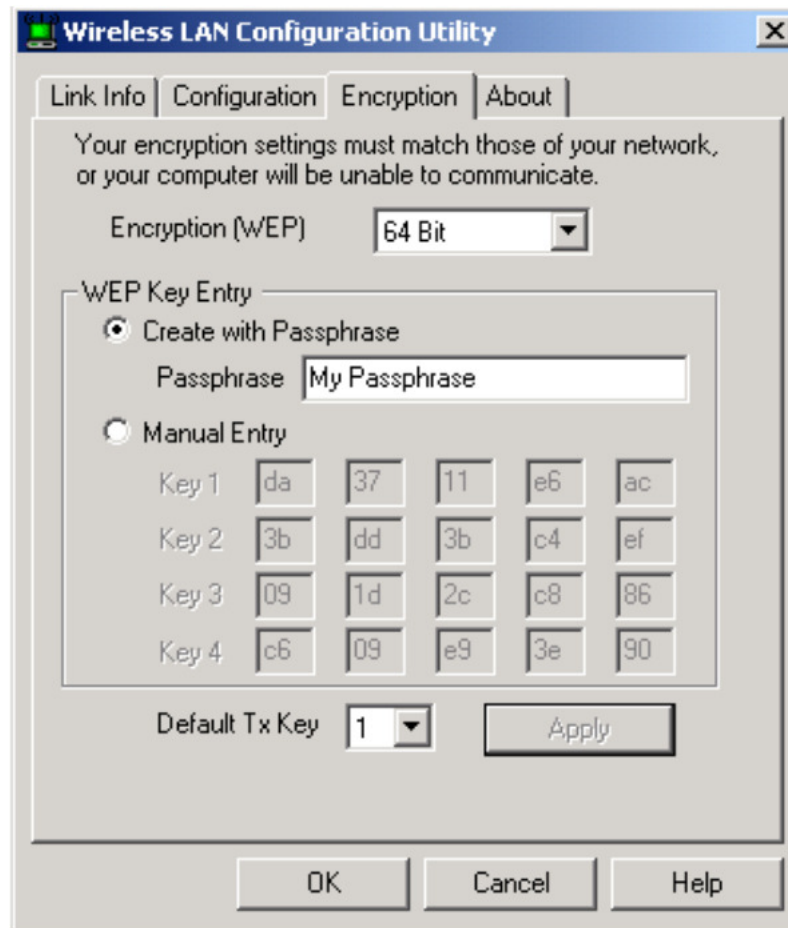 Wireless LAN Configuration Utility
Link Info Configuration Encryption About
Your encryption settings must match those of your network,
or your computer will be unable to communicate.
Encryption (WEP) 64 Bit
WEP Key Entry
Create with Passphrase
Passphrase My Passphrase
Manual Entry
Key 1 da 37 11 e6 ac
Key 2 3b dd 3b c4 ef
Key 3 09 1d 2c c8 86
Key 4 c6 09 e9 3e 90
Default Tx Key 1 Apply
OK Cancel Help